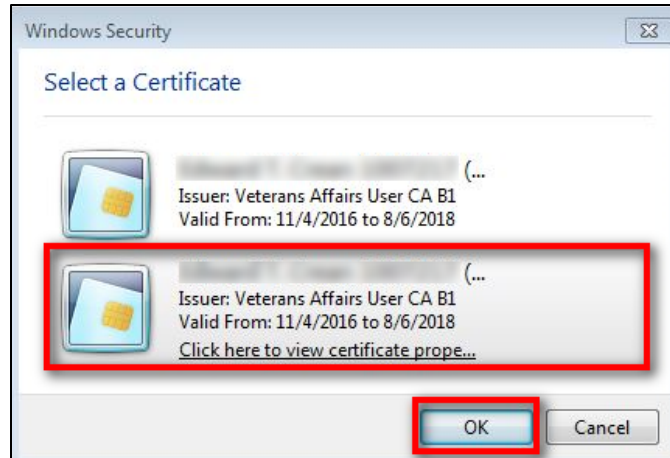 Windows Security
Select a Certificate
(...
Issuer: Veterans Affairs User CA B1
Valid From: 11/4/2016 to 8/6/2018
(...
Issuer: Veterans Affairs User CA B1
Valid From: 11/4/2016 to 8/6/2018
Click here to view certificate prope...
OK
Cancel